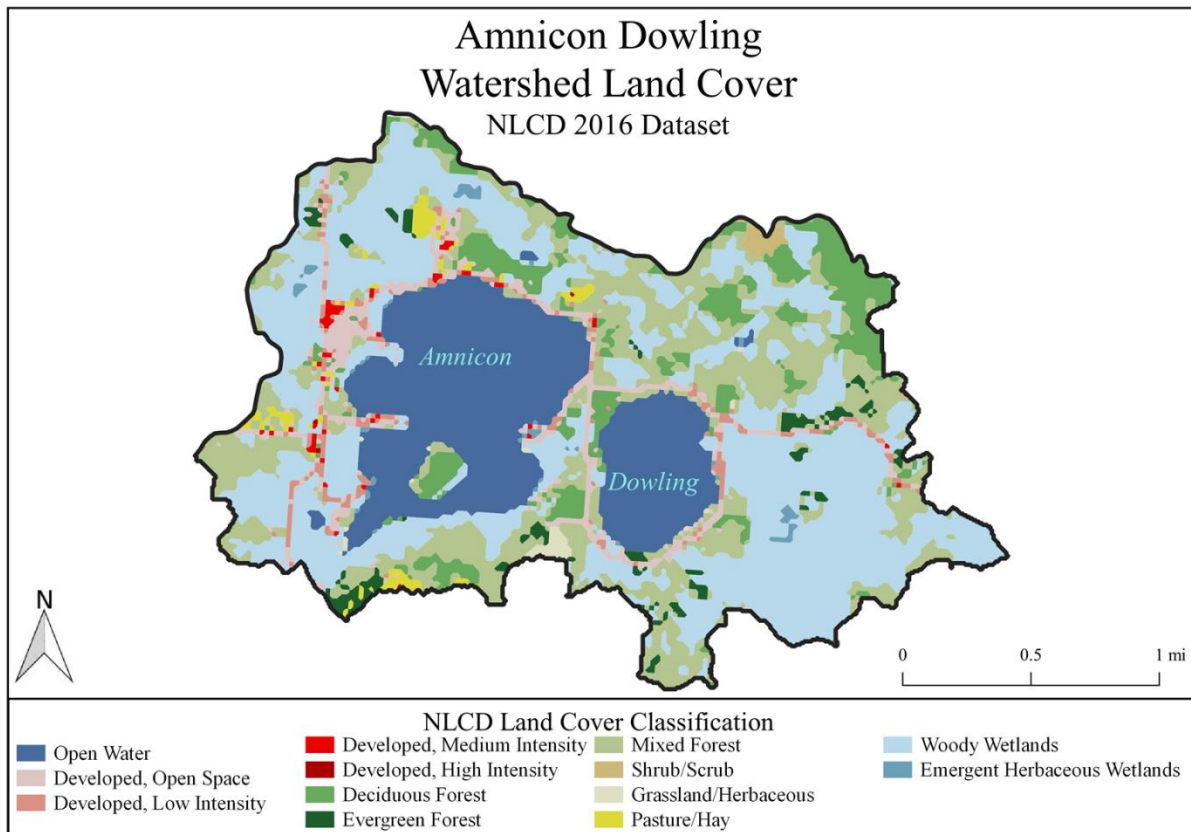 Amnicon Dowling
Watershed Land Cover
NLCD 2016 Dataset
Amnicon
Dowling
N
0 0.5 1 mi
NLCD Land Cover Classification
Open Water
Developed, Open Space
Developed, Low Intensity
Developed, Medium Intensity
Developed, High Intensity
Deciduous Forest
Evergreen Forest
Mixed Forest
Shrub/Scrub
Grassland/Herbaceous
Pasture/Hay
Woody Wetlands
Emergent Herbaceous Wetlands